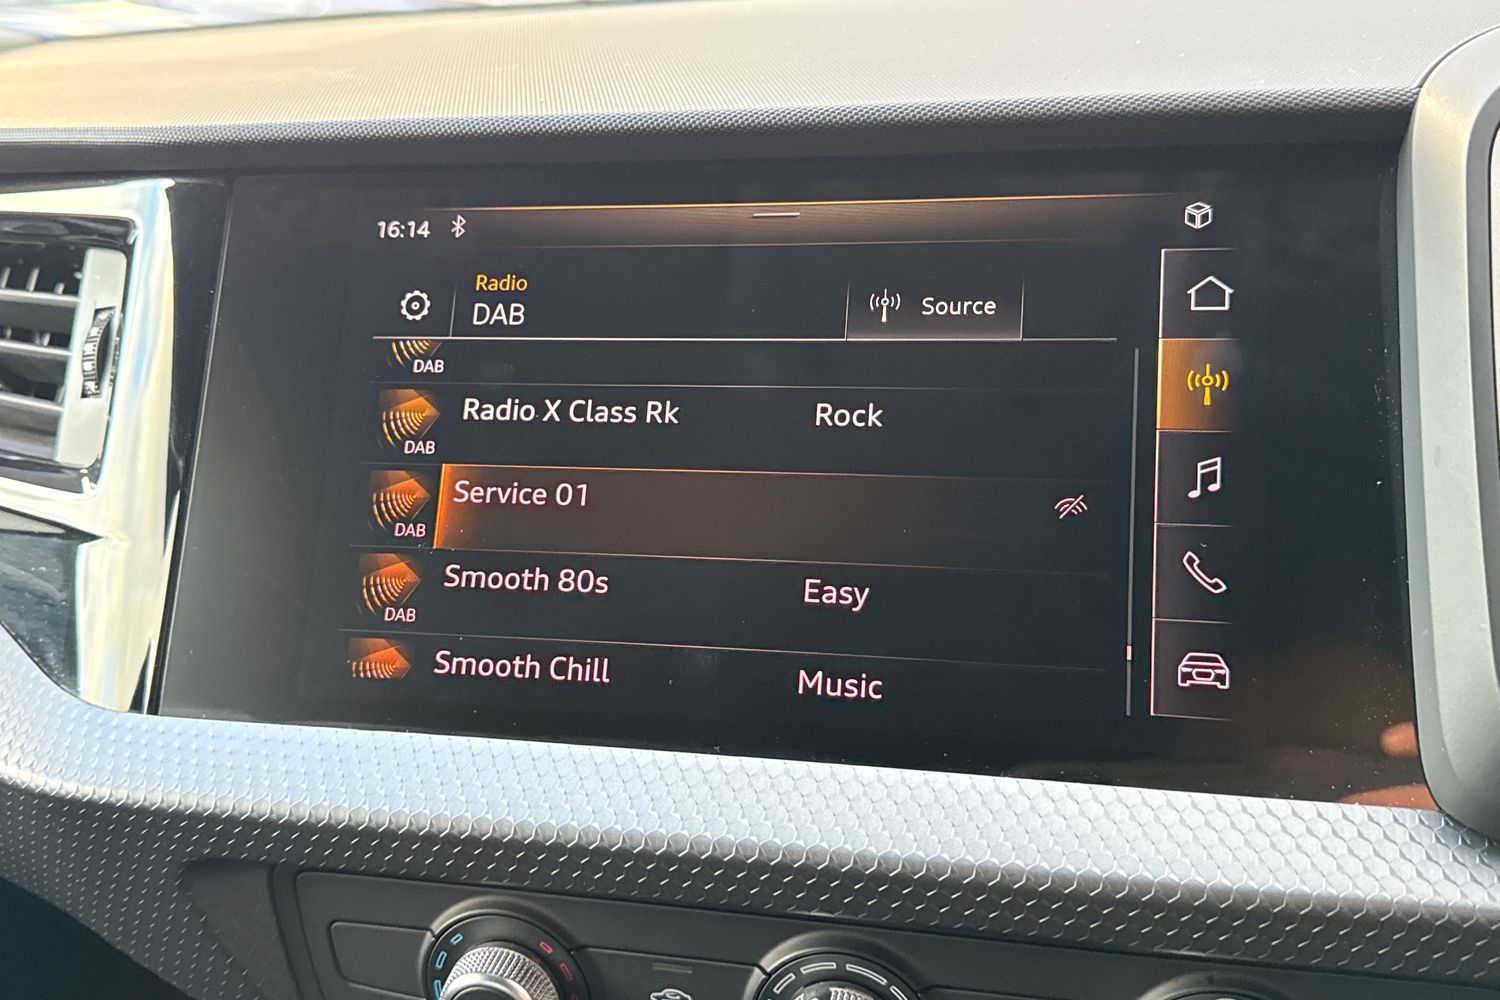 16:14
Radio
DAB
Source
DAB
Radio X Class Rk Rock
DAB
Service 01
DAB
Smooth 80s Easy
DAB
Smooth Chill Music